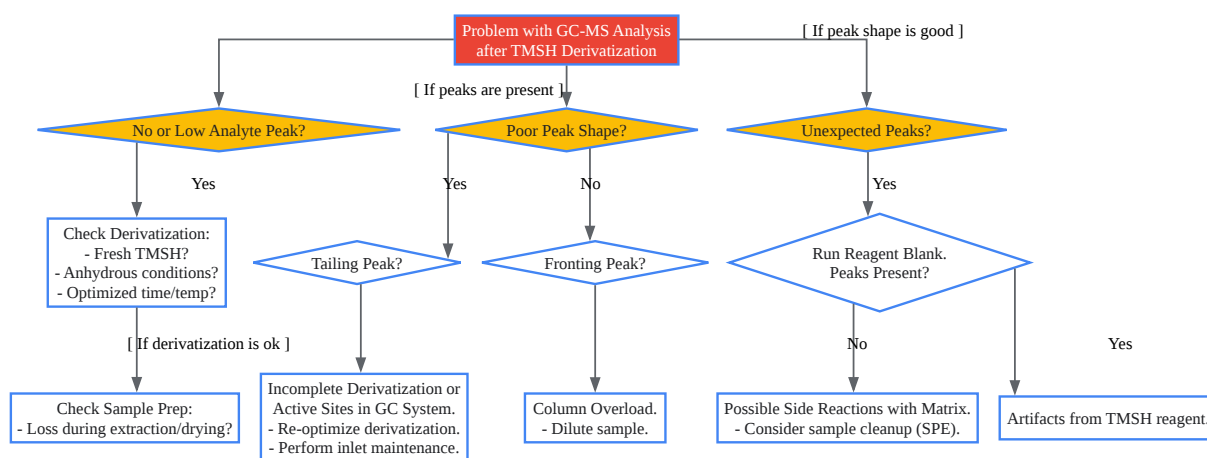 Problem with GC-MS Analysis
after TMSH Derivatization
[ If peak shape is good ]
[ If peaks are present ]
No or Low Analyte Peak?
Poor Peak Shape?
Unexpected Peaks?
Yes
Yes
No
Yes
Check Derivatization:
- Fresh TMSH?
- Anhydrous conditions?
- Optimized time/temp?
Tailing Peak?
Fronting Peak?
Run Reagent Blank.
Peaks Present?
[ If derivatization is ok ]
No
Yes
Check Sample Prep:
- Loss during extraction/drying?
Incomplete Derivatization or
Active Sites in GC System.
- Re-optimize derivatization.
- Perform inlet maintenance.
Column Overload.
- Dilute sample.
Possible Side Reactions with Matrix.
- Consider sample cleanup (SPE).
Artifacts from TMSH reagent.